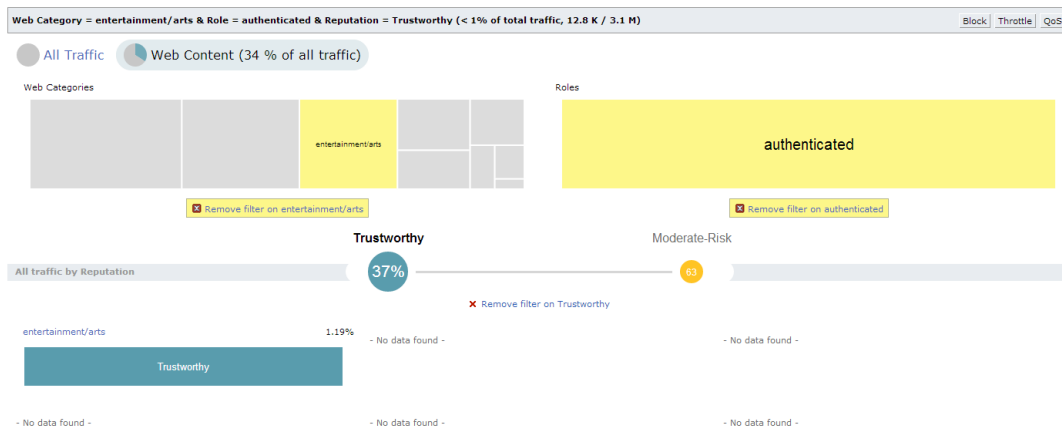 Web Category = entertainment/arts & Role = authenticated & Reputation = Trustworthy (< 1% of total traffic, 12.8 K / 3.1 M)
Block Throttle QoS
All Traffic Web Content (34 % of all traffic)
Web Categories
Roles
entertainment/arts
authenticated
Remove filter on entertainment/arts
Remove filter on authenticated
Trustworthy Moderate-Risk
All traffic by Reputation 37% 63
Remove filter on Trustworthy
entertainment/arts 1.19%
- No data found -
- No data found -
Trustworthy
- No data found -
- No data found -
- No data found -